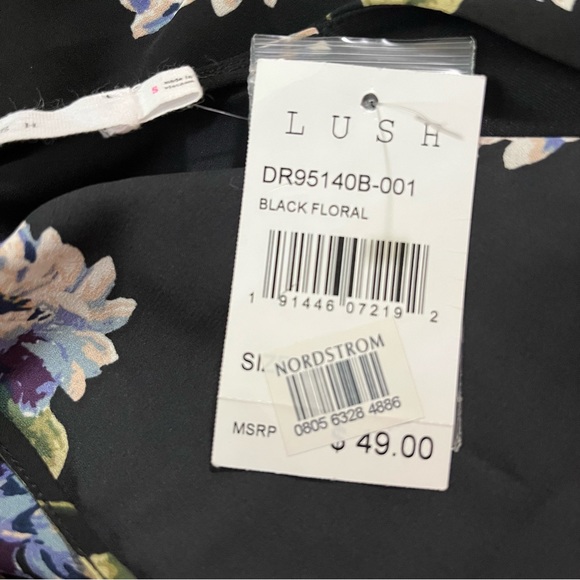 S
LUSH
DR95140B-001
BLACK FLORAL
1 91446 07219 2
NORDSTROM
0805 6328 4886
MSRP $ 49.00